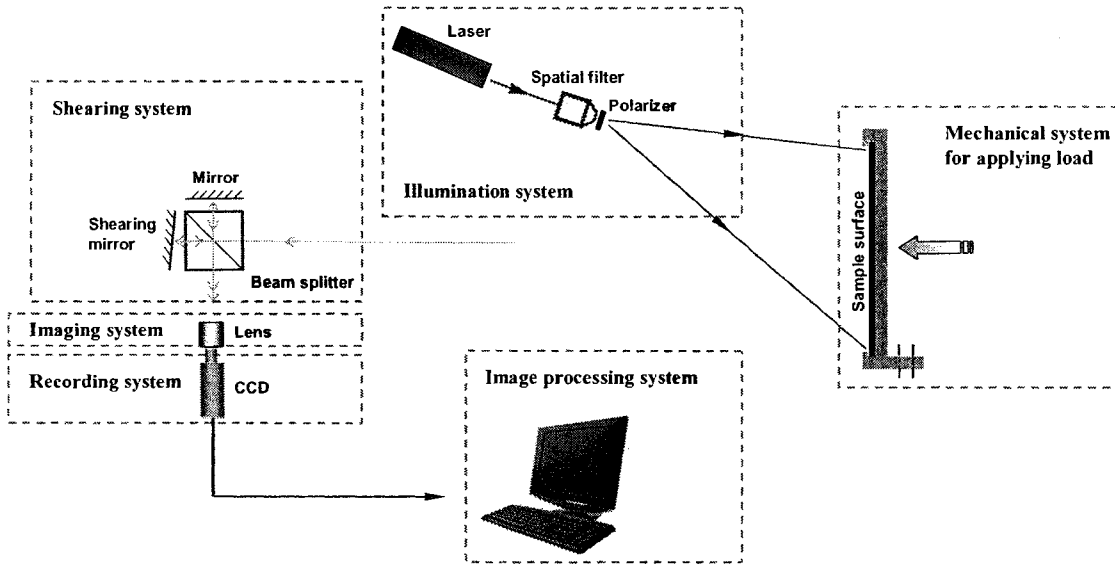 Laser
Spatial filter
Polarizer
Illumination system
Shearing system
Mirror
Shearing
mirror
Beam splitter
Mechanical system
for applying load
Sample surface
Imaging system
Lens
Recording system
CCD
Image processing system